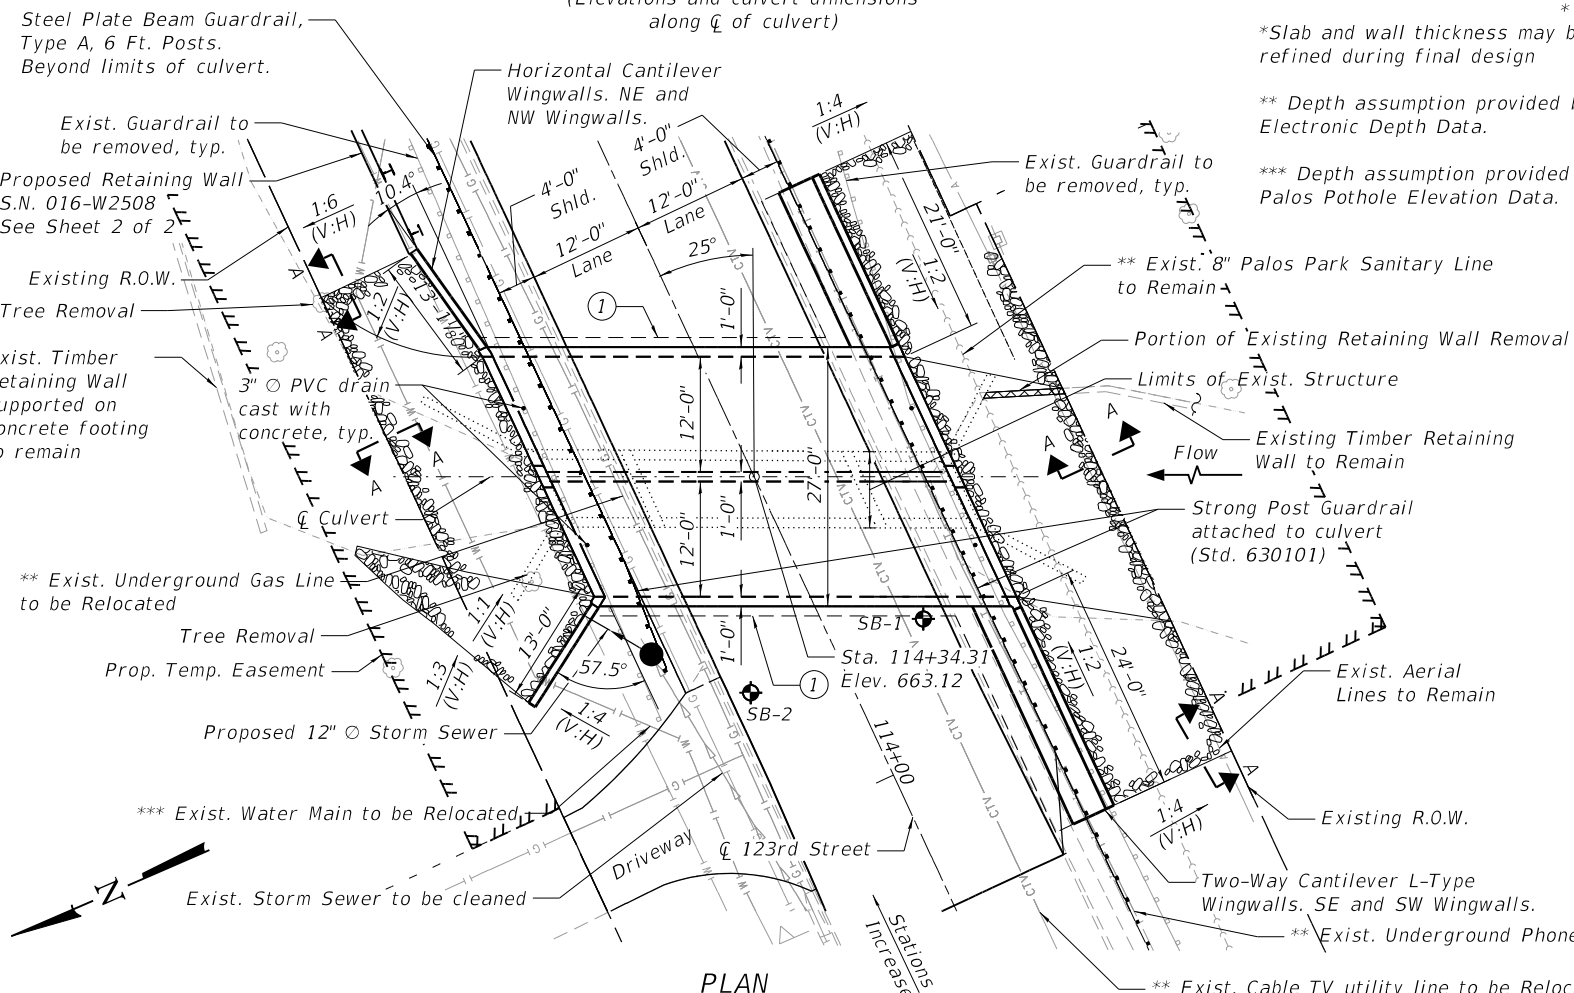 (Elevations and culvert dimensions
along ℄ of culvert)
Steel Plate Beam Guardrail,
Type A, 6 Ft. Posts.
Beyond limits of culvert.
Horizontal Cantilever
Wingwalls. NE and
NW Wingwalls.
*
*Slab and wall thickness may b
refined during final design
** Depth assumption provided b
Electronic Depth Data.
*** Depth assumption provided
Palos Pothole Elevation Data.
Exist. Guardrail to
be removed, typ.
Proposed Retaining Wall
S.N. 016-W2508
See Sheet 2 of 2
Existing R.O.W.
Tree Removal
xist. Timber
etaining Wall
upported on
oncrete footing
o remain
3" ∅ PVC drain
cast with
concrete, typ.
℄ Culvert
** Exist. Underground Gas Line
to be Relocated
Tree Removal
Prop. Temp. Easement
Proposed 12" ∅ Storm Sewer
*** Exist. Water Main to be Relocated
Exist. Storm Sewer to be cleaned
Driveway
N
1:6
(V:H)
10.4°
1:2
(V:H)
13'-11
4'-0"
Shld.
4'-0"
Shld.
12'-0"
Lane
12'-0"
Lane
25°
1
1'-0"
12'-0"
27'-0"
12'-0"
1'-0"
1'-0"
1:4
(V:H)
21'-0"
1:2
(V:H)
Exist. Guardrail to
be removed, typ.
** Exist. 8" Palos Park Sanitary Line
to Remain
Portion of Existing Retaining Wall Removal
Limits of Exist. Structure
Existing Timber Retaining
Wall to Remain
Flow
Strong Post Guardrail
attached to culvert
(Std. 630101)
A
A
A
A
A
A
A
A
1:1
(V:H)
13'-0"
1:3
(V:H)
57.5°
1:4
(V:H)
SB-1
SB-2
Sta. 114+34.31
Elev. 663.12
1
114+00
℄ 123rd Street
Stations
Increase
1:2
(V:H)
24'-0"
1:4
(V:H)
Exist. Aerial
Lines to Remain
Existing R.O.W.
Two-Way Cantilever L-Type
Wingwalls. SE and SW Wingwalls.
** Exist. Underground Phone
** Exist. Cable TV utility line to be Reloc
CTV
CTV
CTV
CTV
CTV
CTV
CTV
PLAN